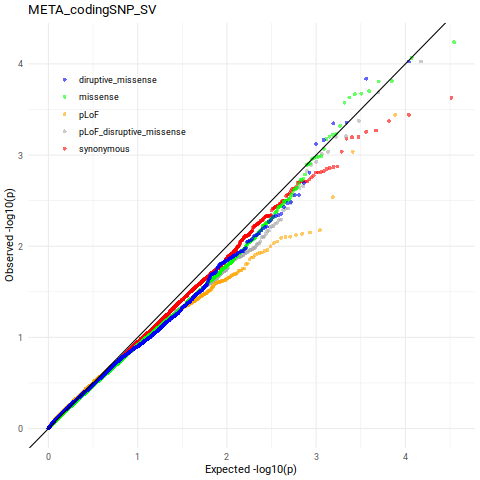 META_codingSNP_SV
4
3
2
1
0
Observed -log10(p)
diruptive_missense
missense
pLoF
pLoF_disruptive_missense
synonymous
0
1
2
3
4
Expected -log10(p)